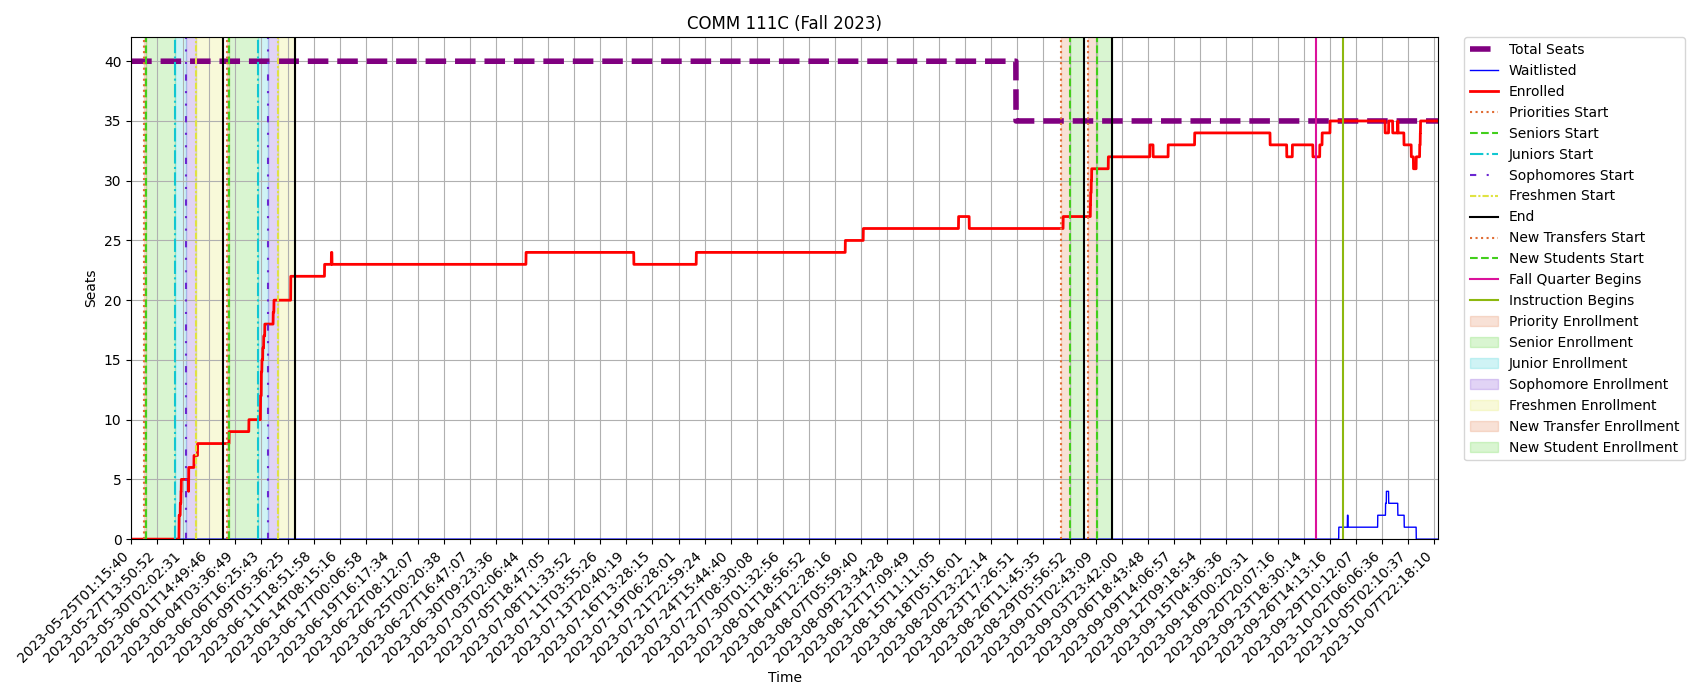 COMM 111C (Fall 2023)
Seats
40
35
30
25
20
15
10
5
0
2023-05-25T01:15:40
2023-05-27T13:50:52
2023-05-30T02:02:31
2023-06-01T14:49:46
2023-06-04T03:36:49
2023-06-06T16:25:43
2023-06-09T05:36:25
2023-06-11T18:51:58
2023-06-14T08:15:16
2023-06-17T00:06:58
2023-06-19T16:17:34
2023-06-22T08:12:07
2023-06-25T00:20:38
2023-06-27T16:47:07
2023-06-30T09:23:36
2023-07-03T02:06:44
2023-07-05T18:47:05
2023-07-08T11:33:52
2023-07-11T03:55:26
2023-07-13T20:40:19
2023-07-16T13:28:15
2023-07-19T06:28:01
2023-07-21T22:59:24
2023-07-24T15:44:40
2023-07-27T08:30:08
2023-07-30T01:32:56
2023-08-01T18:56:52
2023-08-04T12:28:16
2023-08-07T05:59:40
2023-08-09T23:34:28
2023-08-12T17:09:49
2023-08-15T11:11:05
2023-08-18T05:16:01
2023-08-20T23:22:14
2023-08-23T17:26:51
2023-08-26T11:45:35
2023-08-29T05:56:52
2023-09-01T02:43:09
2023-09-03T23:42:00
2023-09-06T18:43:48
2023-09-09T14:06:57
2023-09-12T09:18:54
2023-09-15T04:36:36
2023-09-18T00:20:31
2023-09-20T20:07:16
2023-09-23T18:30:14
2023-09-26T14:13:16
2023-09-29T10:12:07
2023-10-02T06:06:36
2023-10-05T02:10:37
2023-10-07T22:18:10
Time
Total Seats
Waitlisted
Enrolled
Priorities Start
Seniors Start
Juniors Start
Sophomores Start
Freshmen Start
End
New Transfers Start
New Students Start
Fall Quarter Begins
Instruction Begins
Priority Enrollment
Senior Enrollment
Junior Enrollment
Sophomore Enrollment
Freshmen Enrollment
New Transfer Enrollment
New Student Enrollment